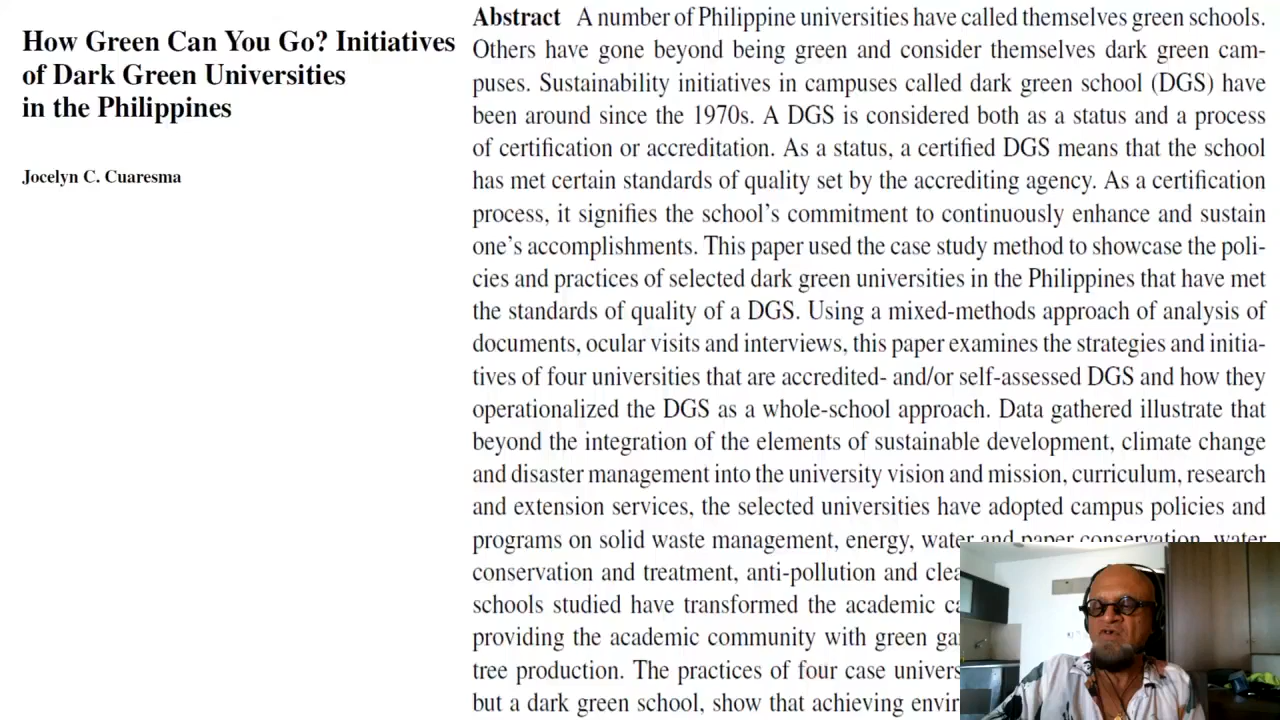 How Green Can You Go? Initiatives
of Dark Green Universities
in the Philippines
Jocelyn C. Cuaresma
Abstract A number of Philippine universities have called themselves green schools.
Others have gone beyond being green and consider themselves dark green cam-
puses. Sustainability initiatives in campuses called dark green school (DGS) have
been around since the 1970s. A DGS is considered both as a status and a process
of certification or accreditation. As a status, a certified DGS means that the school
has met certain standards of quality set by the accrediting agency. As a certification
process, it signifies the school's commitment to continuously enhance and sustain
one's accomplishments. This paper used the case study method to showcase the poli-
cies and practices of selected dark green universities in the Philippines that have met
the standards of quality of a DGS. Using a mixed-methods approach of analysis of
documents, ocular visits and interviews, this paper examines the strategies and initia-
tives of four universities that are accredited- and/or self-assessed DGS and how they
operationalized the DGS as a whole-school approach. Data gathered illustrate that
beyond the integration of the elements of sustainable development, climate change
and disaster management into the university vision and mission, curriculum, research
and extension services, the selected universities have adopted campus policies and
programs on solid waste management, energy, water and paper conservation, water
conservation and treatment, anti-pollution and
schools studied have transformed the academic
providing the academic community with green
tree production. The practices of four case
but a dark green school, show that achieving